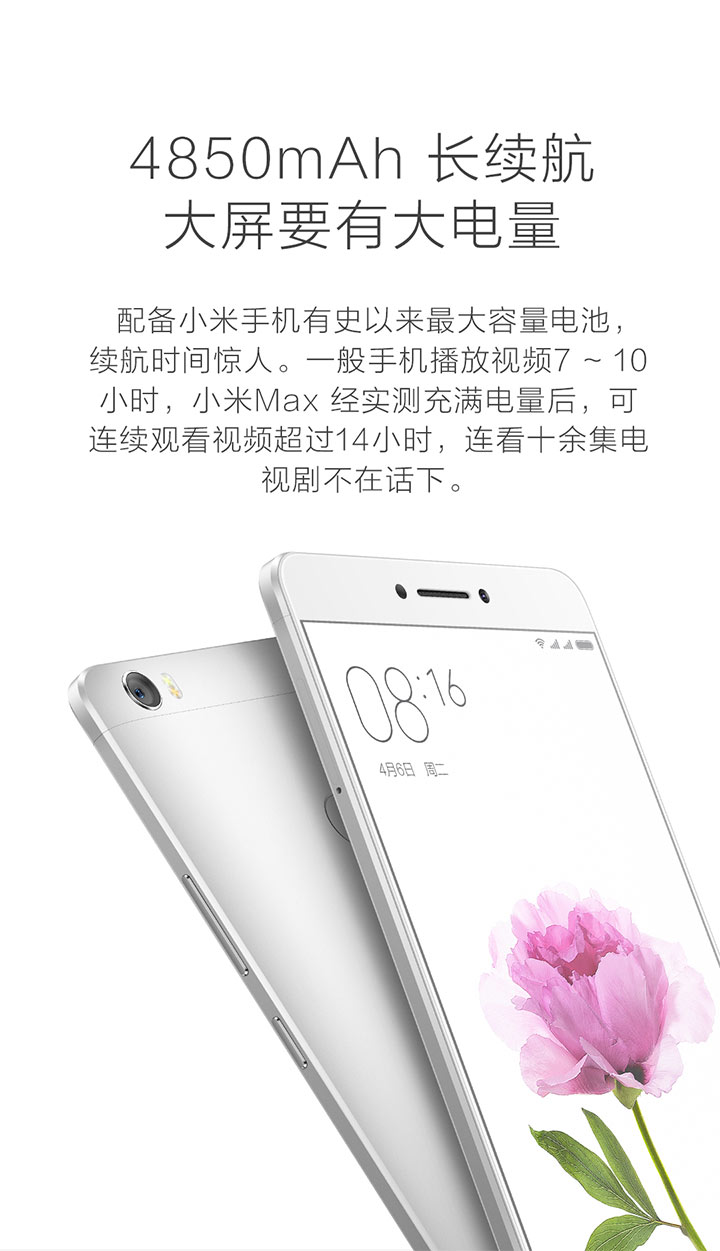 4850mAh 长续航
大屏要有大电量
配备小米手机有史以来最大容量电池，
续航时间惊人。一般手机播放视频7 ~ 10
小时，小米Max 经实测充满电量后，可
连续观看视频超过14小时，连看十余集电
视剧不在话下。
08:16
4月6日 周二